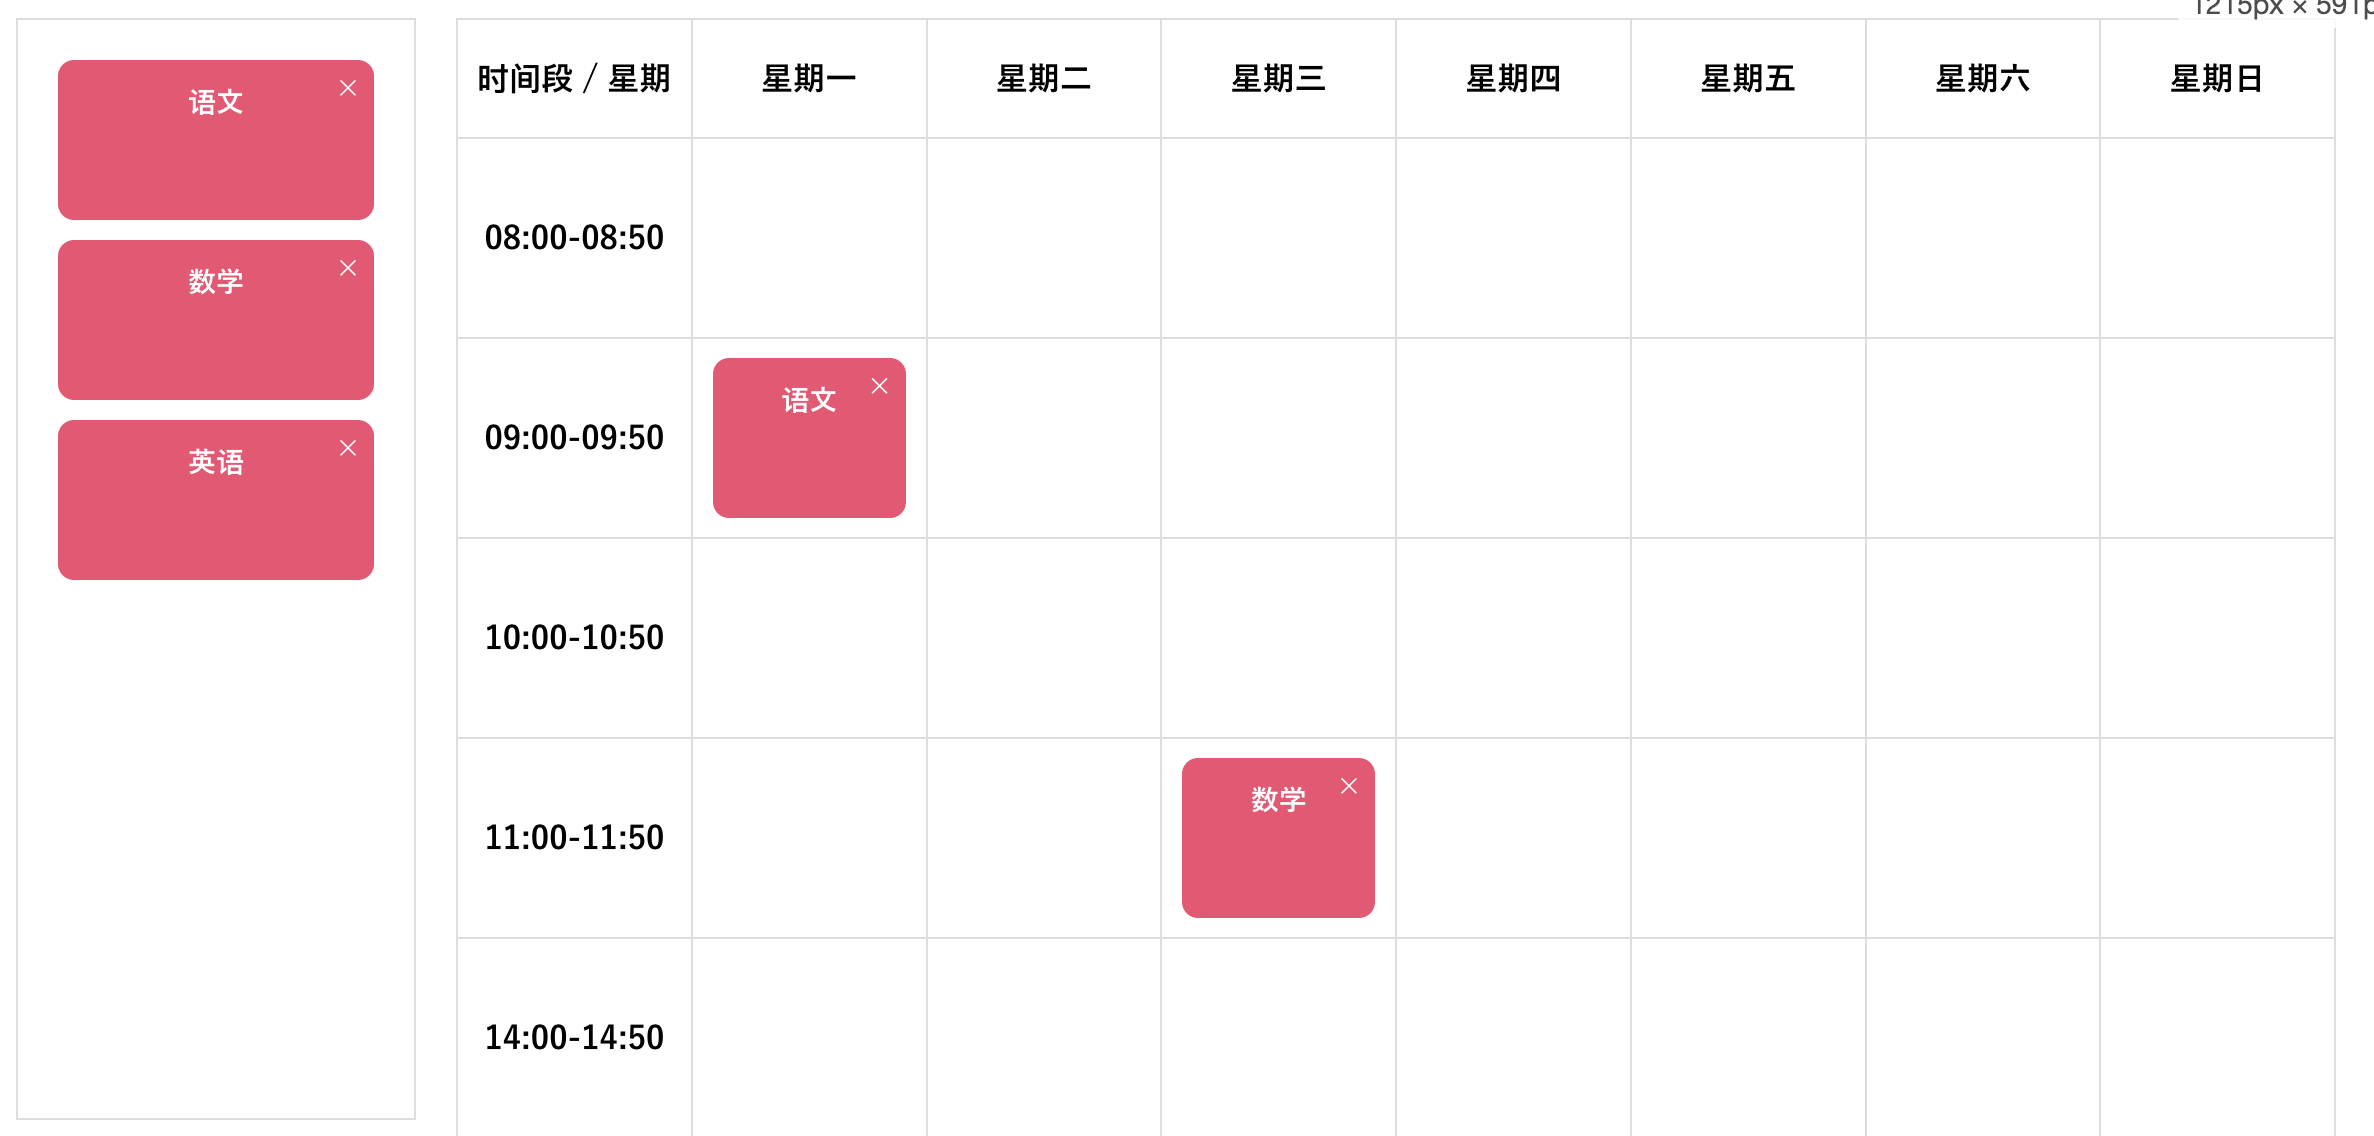 1215px × 591p
语文
数学
英语
时间段 / 星期 星期一 星期二 星期三 星期四 星期五 星期六 星期日
08:00-08:50
09:00-09:50 语文
10:00-10:50
11:00-11:50 数学
14:00-14:50